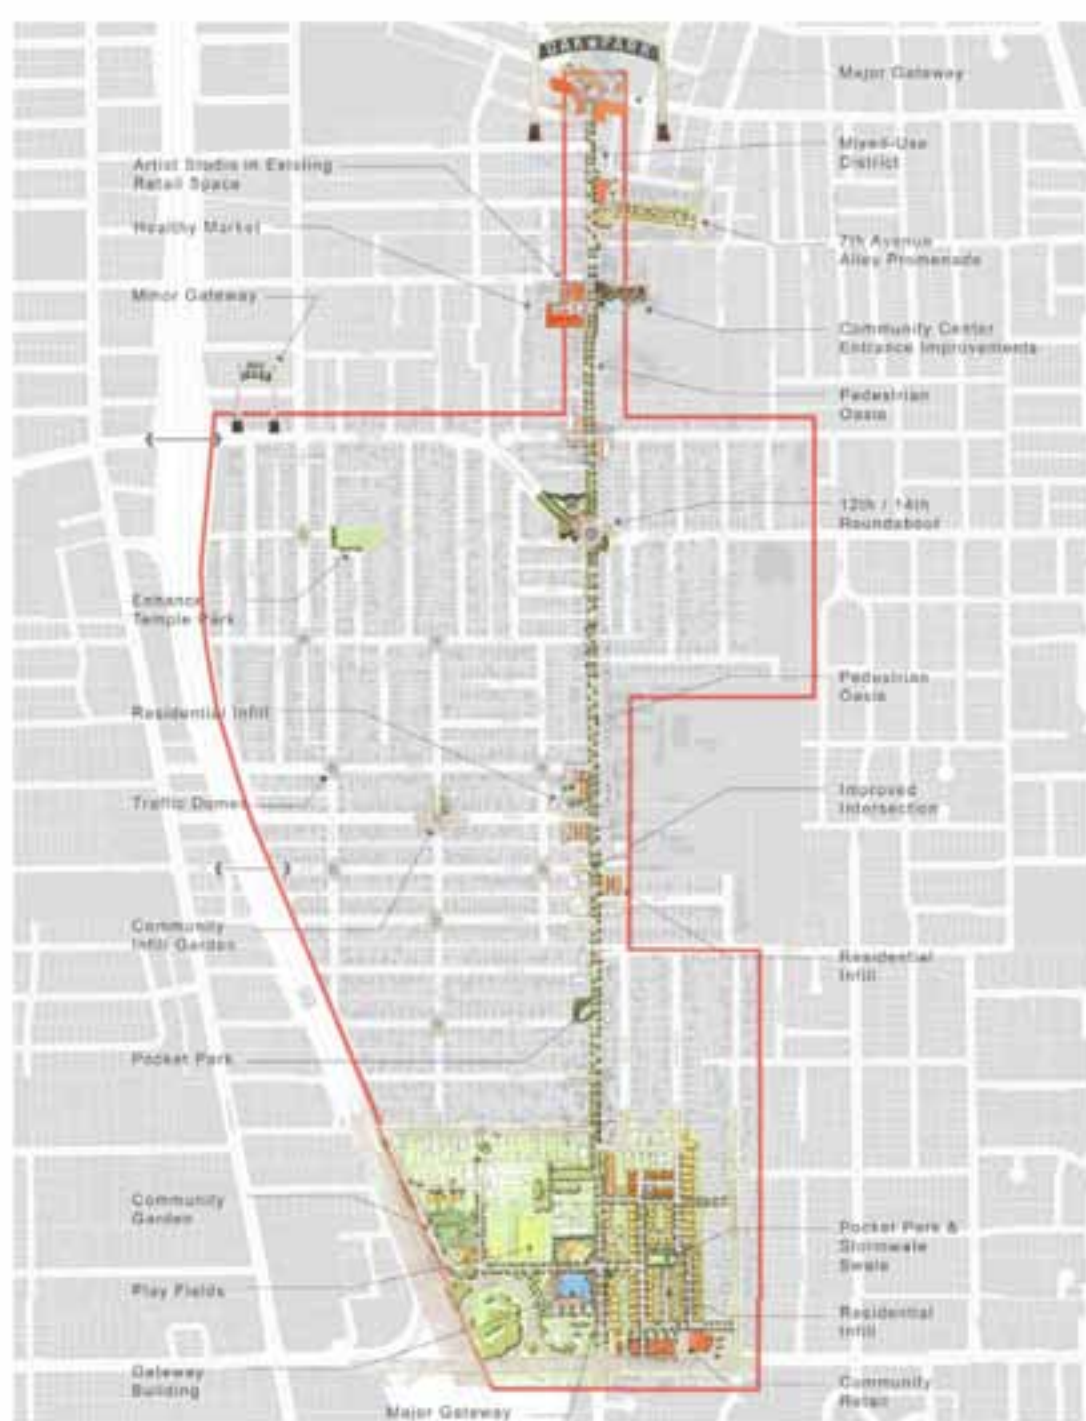 OAK PARK
Major Gateway
Artist Studio in Existing
Retail Space
Mixed-Use
District
Healthy Market
7th Avenue
Alley Promenade
Minor Gateway
Community Center
Entrance Improvements
Pedestrian
Oasis
12th / 14th
Roundabout
Enhance
Temple Park
Pedestrian
Oasis
Residential Infill
Traffic Domes
Improved
Intersection
Community
Infill Garden
Residential
Infill
Pocket Park
Community
Garden
Pocket Park &
Stormwale
Swale
Play Fields
Residential
Infill
Gateway
Building
Community
Retail
Major Gateway